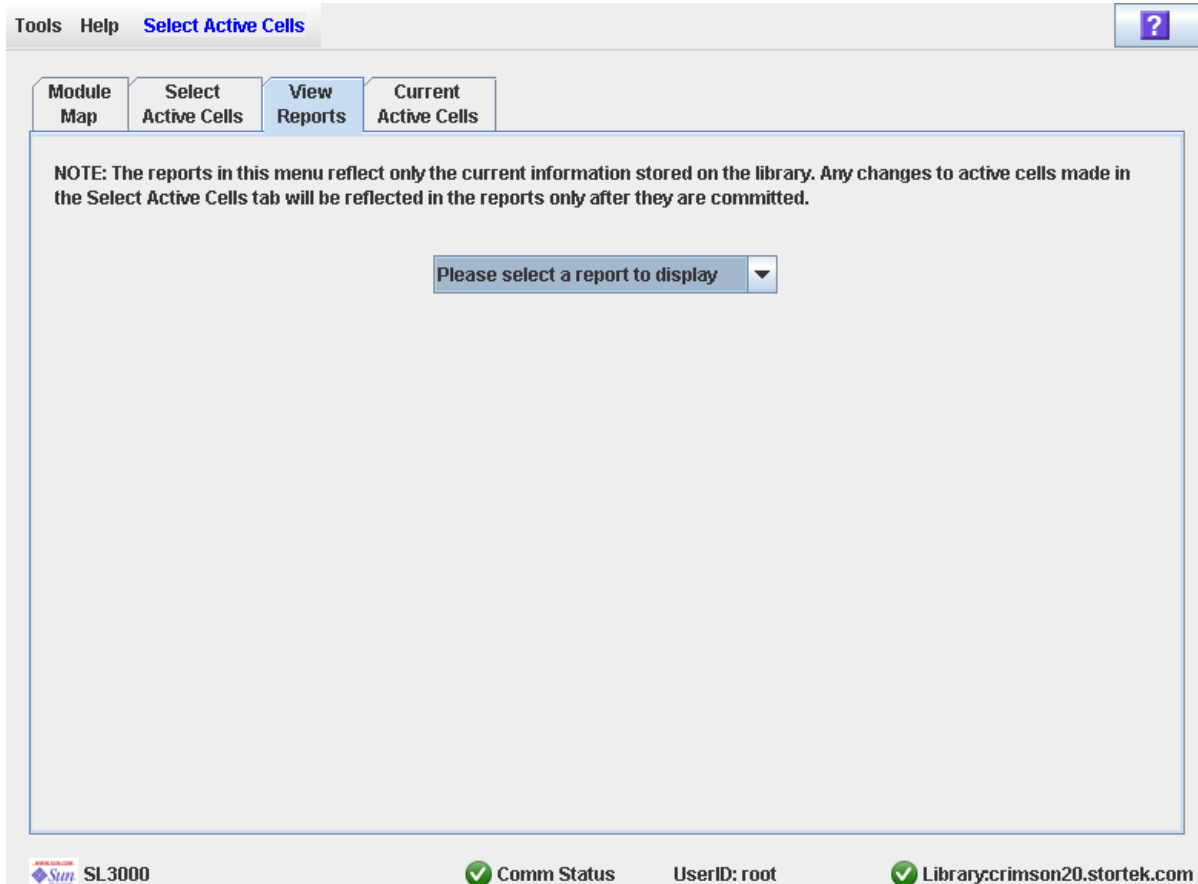 Tools Help Select Active Cells
?
Module Map
Select Active Cells
View Reports
Current Active Cells
NOTE: The reports in this menu reflect only the current information stored on the library. Any changes to active cells made in
the Select Active Cells tab will be reflected in the reports only after they are committed.
Please select a report to display
Sun SL3000 Comm Status UserID: root Library:crimson20.stortek.com